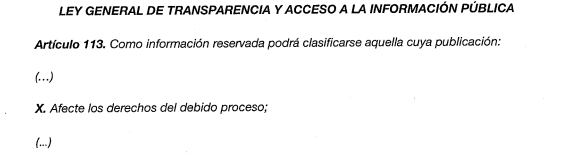 LEY GENERAL DE TRANSPARENCIA Y ACCESO A LA INFORMACIÓN PÚBLICA
Artículo 113. Como información reservada podrá clasificarse aquella cuya publicación:
(...)
X. Afecte los derechos del debido proceso;
(...)